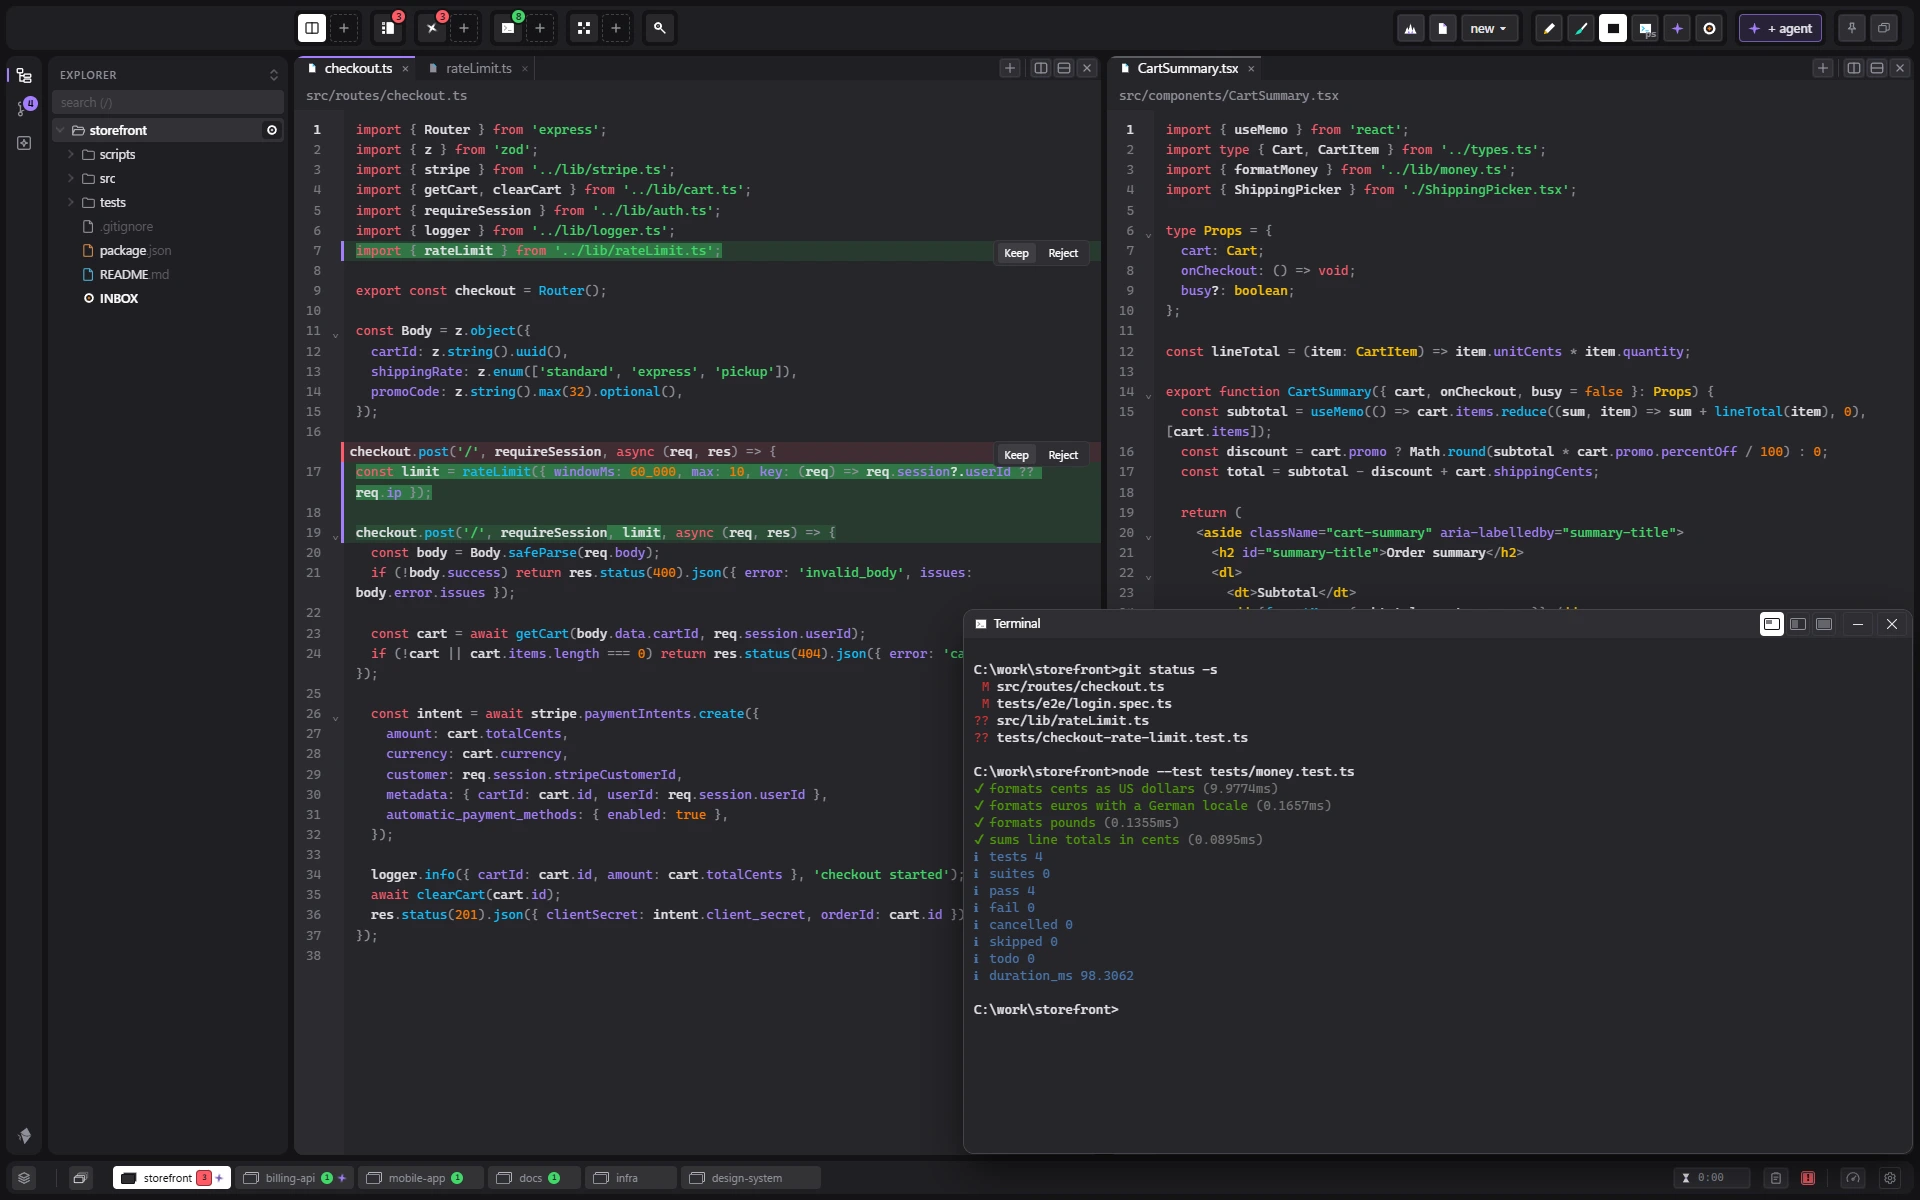 3
3
8
new
ps
+ agent
EXPLORER
search (/)
4
storefront
scripts
src
tests
.gitignore
package.json
README.md
INBOX
checkout.ts ×
rateLimit.ts ×
src/routes/checkout.ts
1 import { Router } from 'express';
2 import { z } from 'zod';
3 import { stripe } from '../lib/stripe.ts';
4 import { getCart, clearCart } from '../lib/cart.ts';
5 import { requireSession } from '../lib/auth.ts';
6 import { logger } from '../lib/logger.ts';
7 import { rateLimit } from '../lib/rateLimit.ts';
Keep Reject
8
9 export const checkout = Router();
10
11 const Body = z.object({
12 cartId: z.string().uuid(),
13 shippingRate: z.enum(['standard', 'express', 'pickup']),
14 promoCode: z.string().max(32).optional(),
15 });
16
checkout.post('/', requireSession, async (req, res) => {
Keep Reject
17 const limit = rateLimit({ windowMs: 60_000, max: 10, key: (req) => req.session?.userId ??
req.ip });
18
19 checkout.post('/', requireSession, limit, async (req, res) => {
20 const body = Body.safeParse(req.body);
21 if (!body.success) return res.status(400).json({ error: 'invalid_body', issues:
body.error.issues });
22
23 const cart = await getCart(body.data.cartId, req.session.userId);
24 if (!cart || cart.items.length === 0) return res.status(404).json({ error: 'ca
});
25
26 const intent = await stripe.paymentIntents.create({
27 amount: cart.totalCents,
28 currency: cart.currency,
29 customer: req.session.stripeCustomerId,
30 metadata: { cartId: cart.id, userId: req.session.userId },
31 automatic_payment_methods: { enabled: true },
32 });
33
34 logger.info({ cartId: cart.id, amount: cart.totalCents }, 'checkout started');
35 await clearCart(cart.id);
36 res.status(201).json({ clientSecret: intent.client_secret, orderId: cart.id })
37 });
38
CartSummary.tsx ×
src/components/CartSummary.tsx
1 import { useMemo } from 'react';
2 import type { Cart, CartItem } from '../types.ts';
3 import { formatMoney } from '../lib/money.ts';
4 import { ShippingPicker } from './ShippingPicker.tsx';
5
6 type Props = {
7 cart: Cart;
8 onCheckout: () => void;
9 busy?: boolean;
10 };
11
12 const lineTotal = (item: CartItem) => item.unitCents * item.quantity;
13
14 export function CartSummary({ cart, onCheckout, busy = false }: Props) {
15 const subtotal = useMemo(() => cart.items.reduce((sum, item) => sum + lineTotal(item), 0),
[cart.items]);
16 const discount = cart.promo ? Math.round(subtotal * cart.promo.percentOff / 100) : 0;
17 const total = subtotal - discount + cart.shippingCents;
18
19 return (
20 <aside className="cart-summary" aria-labelledby="summary-title">
21 <h2 id="summary-title">Order summary</h2>
22 <dl>
23 <dt>Subtotal</dt>
Terminal
C:\work\storefront>git status -s
M src/routes/checkout.ts
M tests/e2e/login.spec.ts
?? src/lib/rateLimit.ts
?? tests/checkout-rate-limit.test.ts
C:\work\storefront>node --test tests/money.test.ts
✓ formats cents as US dollars (9.9774ms)
✓ formats euros with a German locale (0.1657ms)
✓ formats pounds (0.1355ms)
✓ sums line totals in cents (0.0895ms)
ℹ tests 4
ℹ suites 0
ℹ pass 4
ℹ fail 0
ℹ cancelled 0
ℹ skipped 0
ℹ todo 0
ℹ duration_ms 98.3062
C:\work\storefront>
storefront 3
billing-api 1
mobile-app 1
docs 1
infra
design-system
0:00